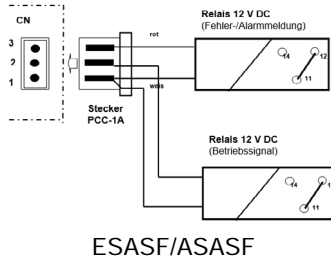 CN
3
2
1
rot
weis
Stecker
PCC-1A
Relais 12 V DC
(Fehler-/Alarmmeldung)
14
12
11
Relais 12 V DC
(Betriebssignal)
14
11
ESASF/ASASF